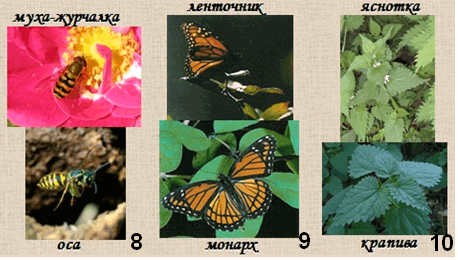 муха-журчалка
ленточник
яснотка
оса
8
монарх
9
крапива
10